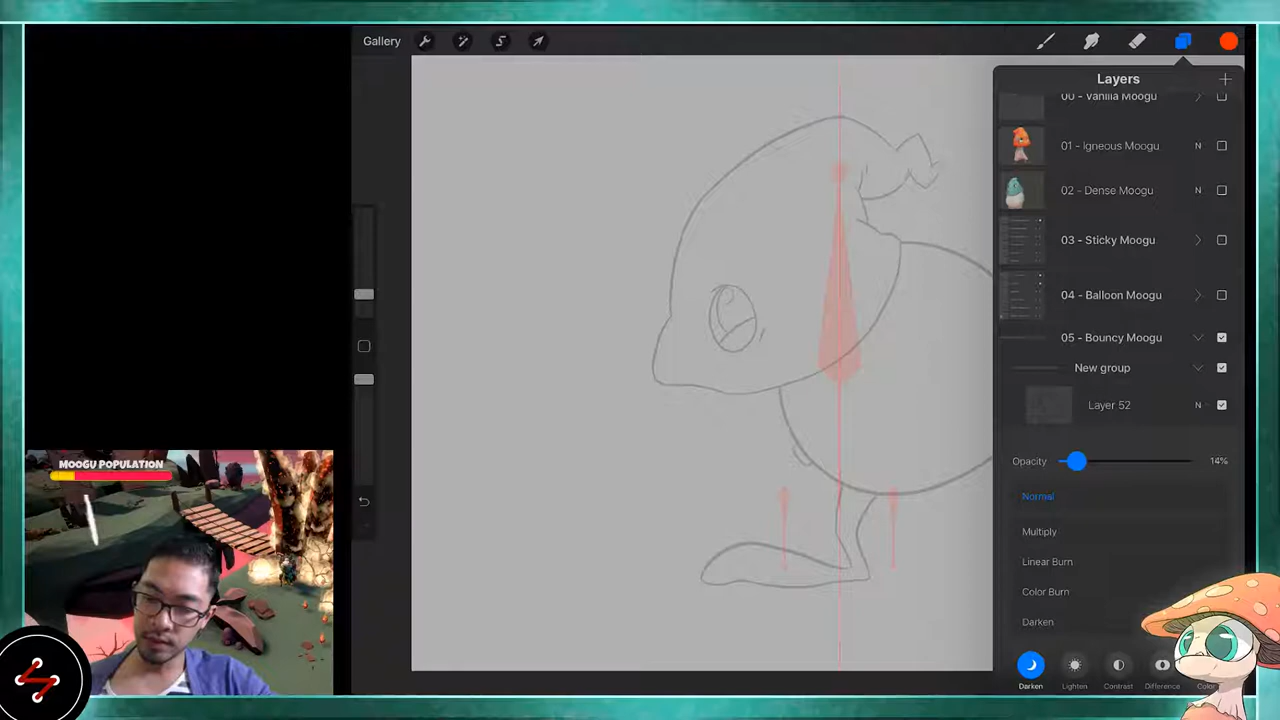 Gallery
Layers
00 - Vanilla Moogu
01 - Igneous Moogu N
02 - Dense Moogu N
03 - Sticky Moogu
04 - Balloon Moogu
05 - Bouncy Moogu
New group
Layer 52 N
Opacity 14%
Normal
Multiply
Linear Burn
Color Burn
Darken
Darken Lighten Contrast Difference Color
MOOGU POPULATION